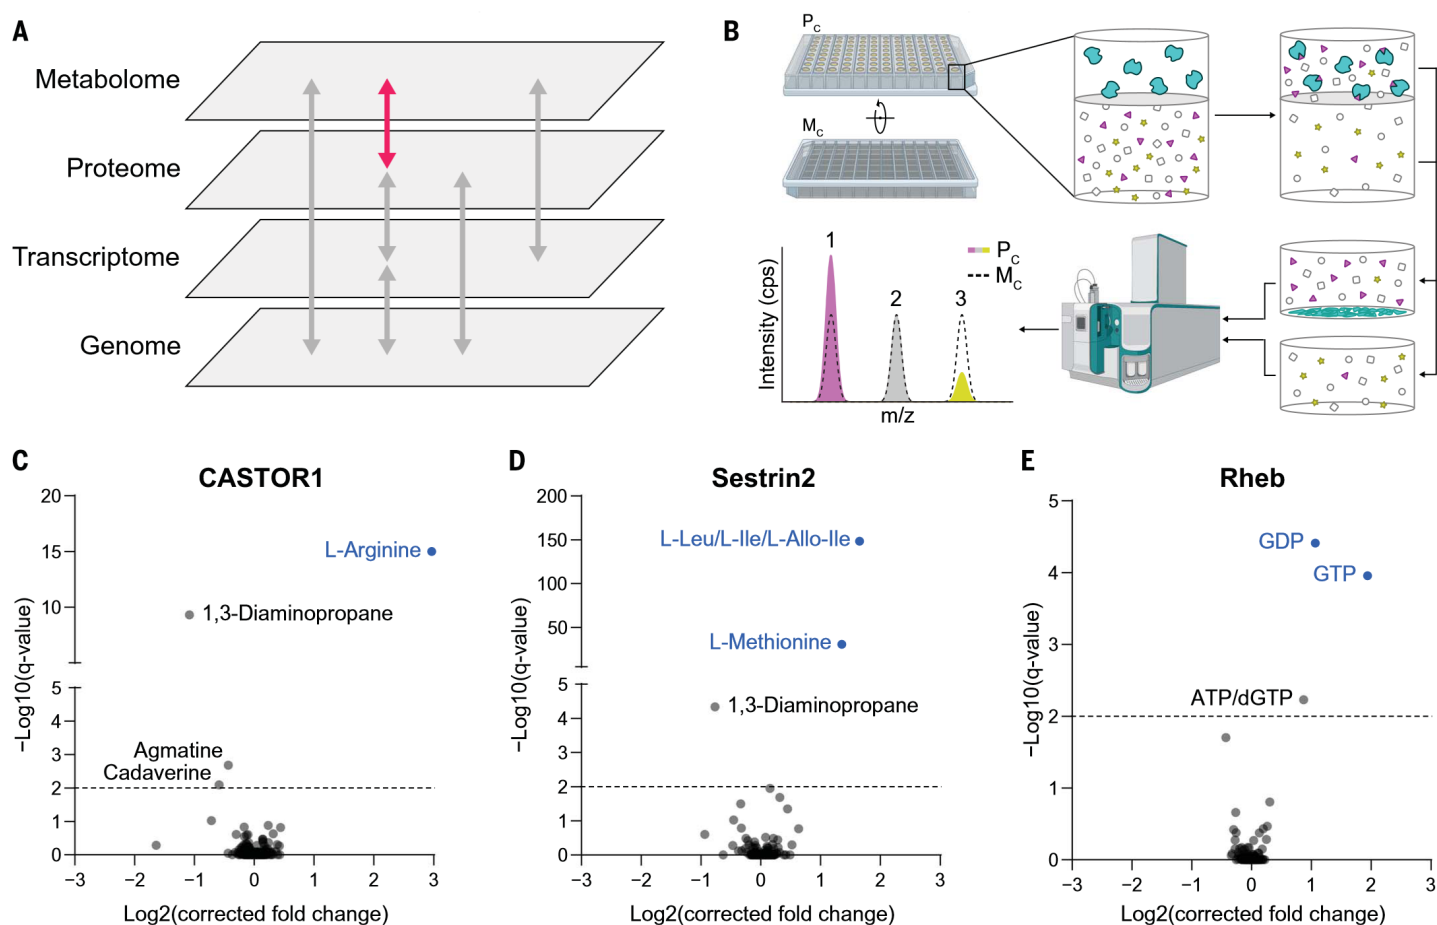 A
Metabolome
Proteome
Transcriptome
Genome
B
Pc
Mc
Intensity (cps)
1
2
3
Pc
Mc
m/z
C
CASTOR1
−Log10(q-value)
20
15
10
5
4
3
2
1
0
L-Arginine
1,3-Diaminopropane
Agmatine
Cadaverine
−3 −2 −1 0 1 2 3
Log2(corrected fold change)
D
Sestrin2
−Log10(q-value)
200
150
100
50
5
4
3
2
1
0
L-Leu/L-Ile/L-Allo-Ile
L-Methionine
1,3-Diaminopropane
−3 −2 −1 0 1 2 3
Log2(corrected fold change)
E
Rheb
−Log10(q-value)
5
4
3
2
1
0
GDP
GTP
ATP/dGTP
−3 −2 −1 0 1 2 3
Log2(corrected fold change)